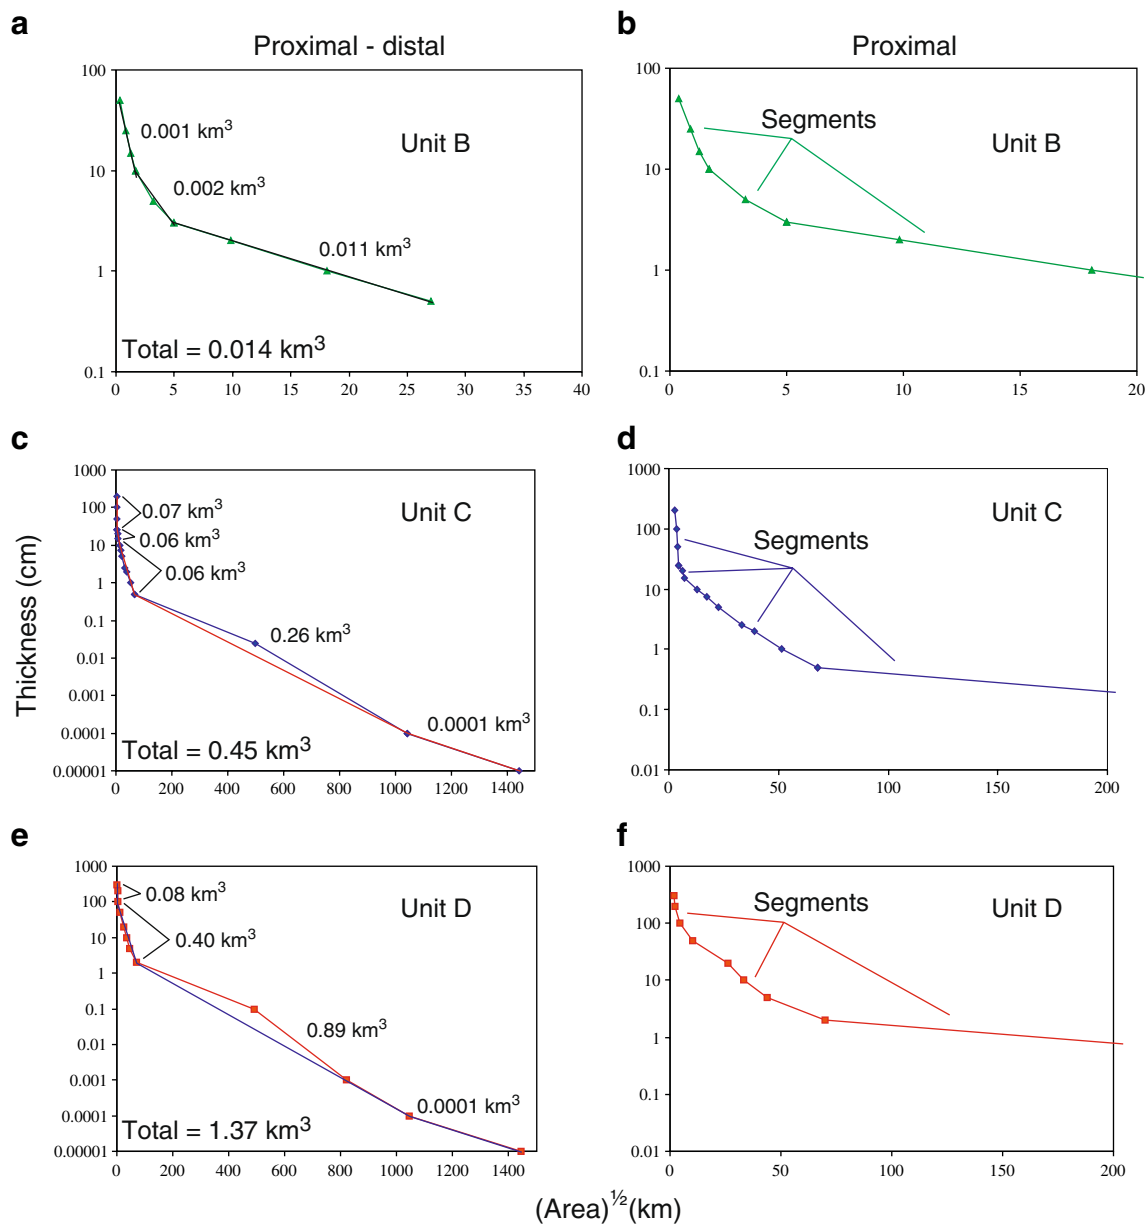 a
Proximal - distal
100
10
1
0.1
0 5 10 15 20 25 30 35 40
0.001 km³
0.002 km³
0.011 km³
Unit B
Total = 0.014 km³
b
Proximal
100
10
1
0.1
0 5 10 15 20
Segments
Unit B
c
1000
100
10
1
0.1
0.01
0.001
0.0001
0.00001
0 200 400 600 800 1000 1200 1400
0.07 km³
0.06 km³
0.06 km³
0.26 km³
0.0001 km³
Unit C
Total = 0.45 km³
Thickness (cm)
d
1000
100
10
1
0.1
0.01
0 50 100 150 200
Segments
Unit C
e
1000
100
10
1
0.1
0.01
0.001
0.0001
0.00001
0 200 400 600 800 1000 1200 1400
0.08 km³
0.40 km³
0.89 km³
0.0001 km³
Unit D
Total = 1.37 km³
f
1000
100
10
1
0.1
0.01
0 50 100 150 200
Segments
Unit D
(Area)^½(km)